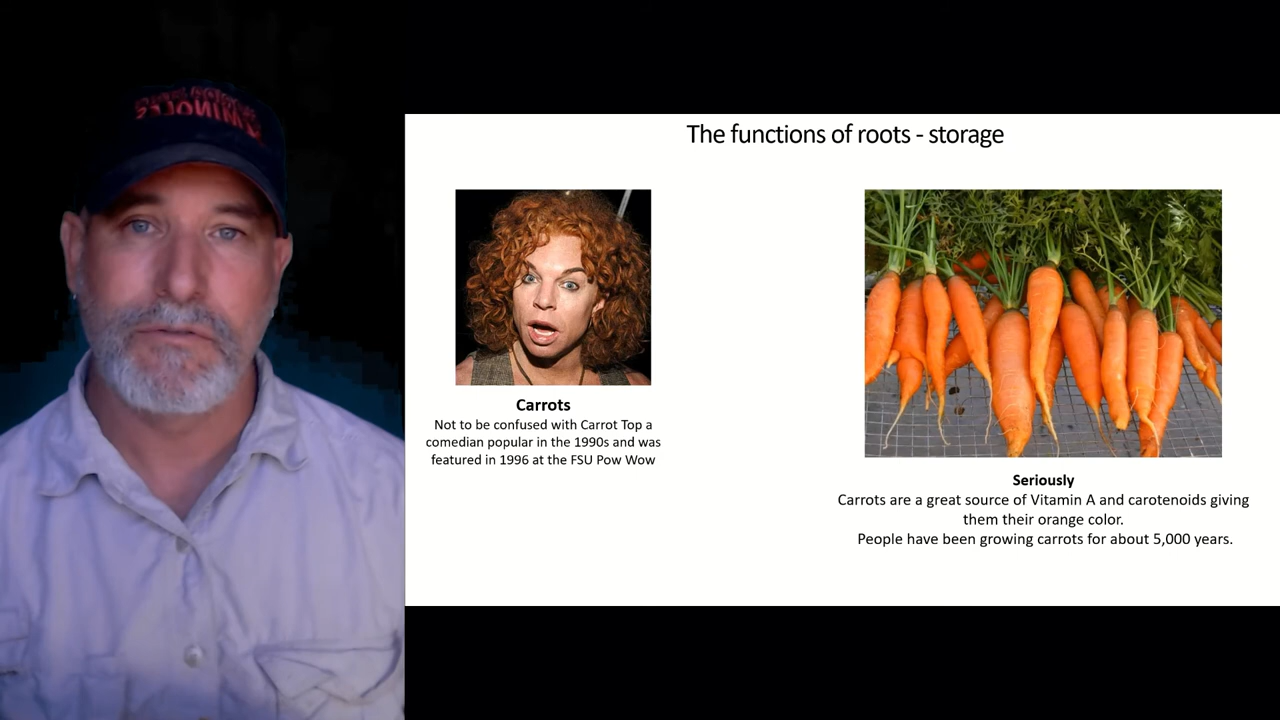 SEMINOLES
The functions of roots - storage
Carrots
Not to be confused with Carrot Top a
comedian popular in the 1990s and was
featured in 1996 at the FSU Pow Wow
Seriously
Carrots are a great source of Vitamin A and carotenoids giving
them their orange color.
People have been growing carrots for about 5,000 years.